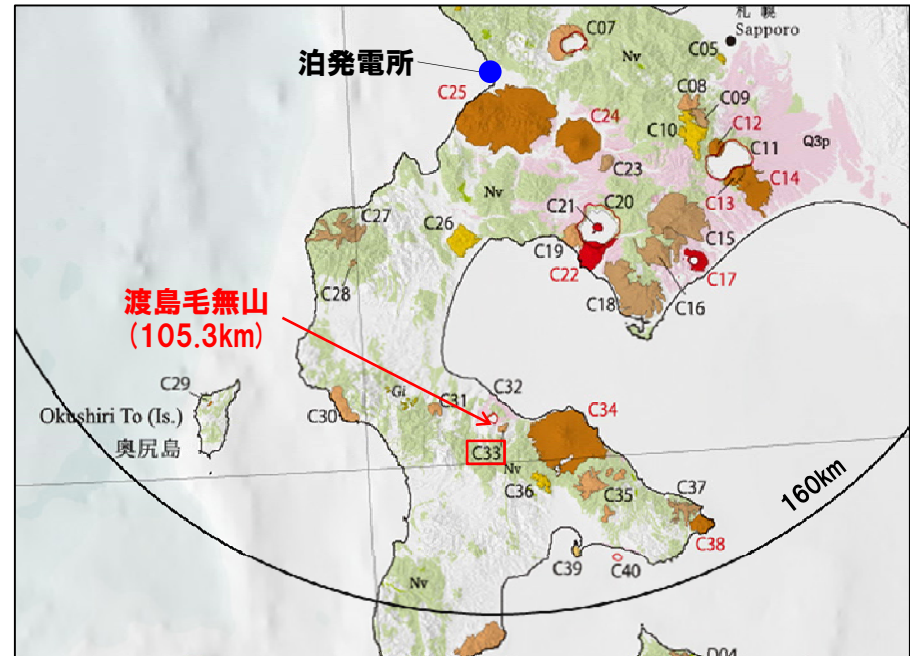 札幌
Sapporo
C07
泊発電所
Nv
C05
C25
C24
C08
C09
C10
C12
C11
Q3p
C23
C14
C13
Nv
C21
C20
C27
C26
C19
C15
C22
C17
C28
C18
C16
渡島毛無山
(105.3km)
C29
C32
Okushiri To (Is.)
C30
Gi
C31
C34
奥尻島
C33
Nv
9
C36
C35
C37
160km
C38
C39
C40
Nv
D04